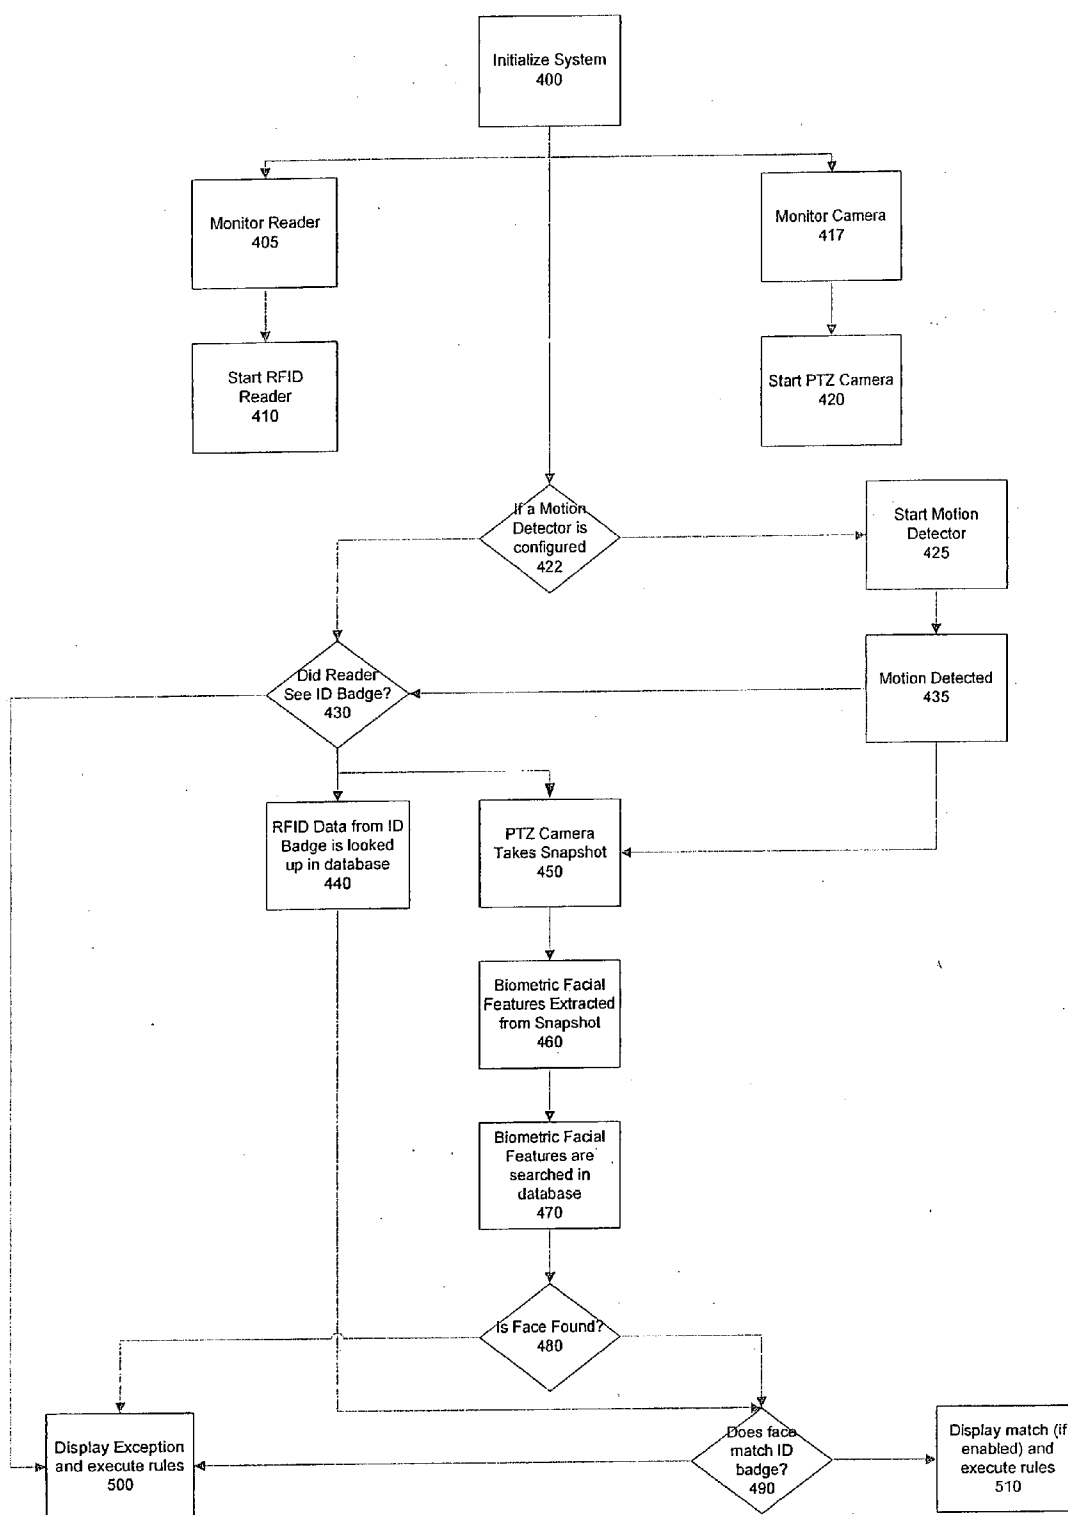 Initialize System
400
Monitor Reader
405
Monitor Camera
417
Start RFID
Reader
410
Start PTZ Camera
420
If a Motion
Detector is
configured
422
Start Motion
Detector
425
Did Reader
See ID Badge?
430
Motion Detected
435
RFID Data from ID
Badge is looked
up in database
440
PTZ Camera
Takes Snapshot
450
Biometric Facial
Features Extracted
from Snapshot
460
Biometric Facial
Features are
searched in
database
470
Is Face Found?
480
Display Exception
and execute rules
500
Does face
match ID
badge?
490
Display match (if
enabled) and
execute rules
510